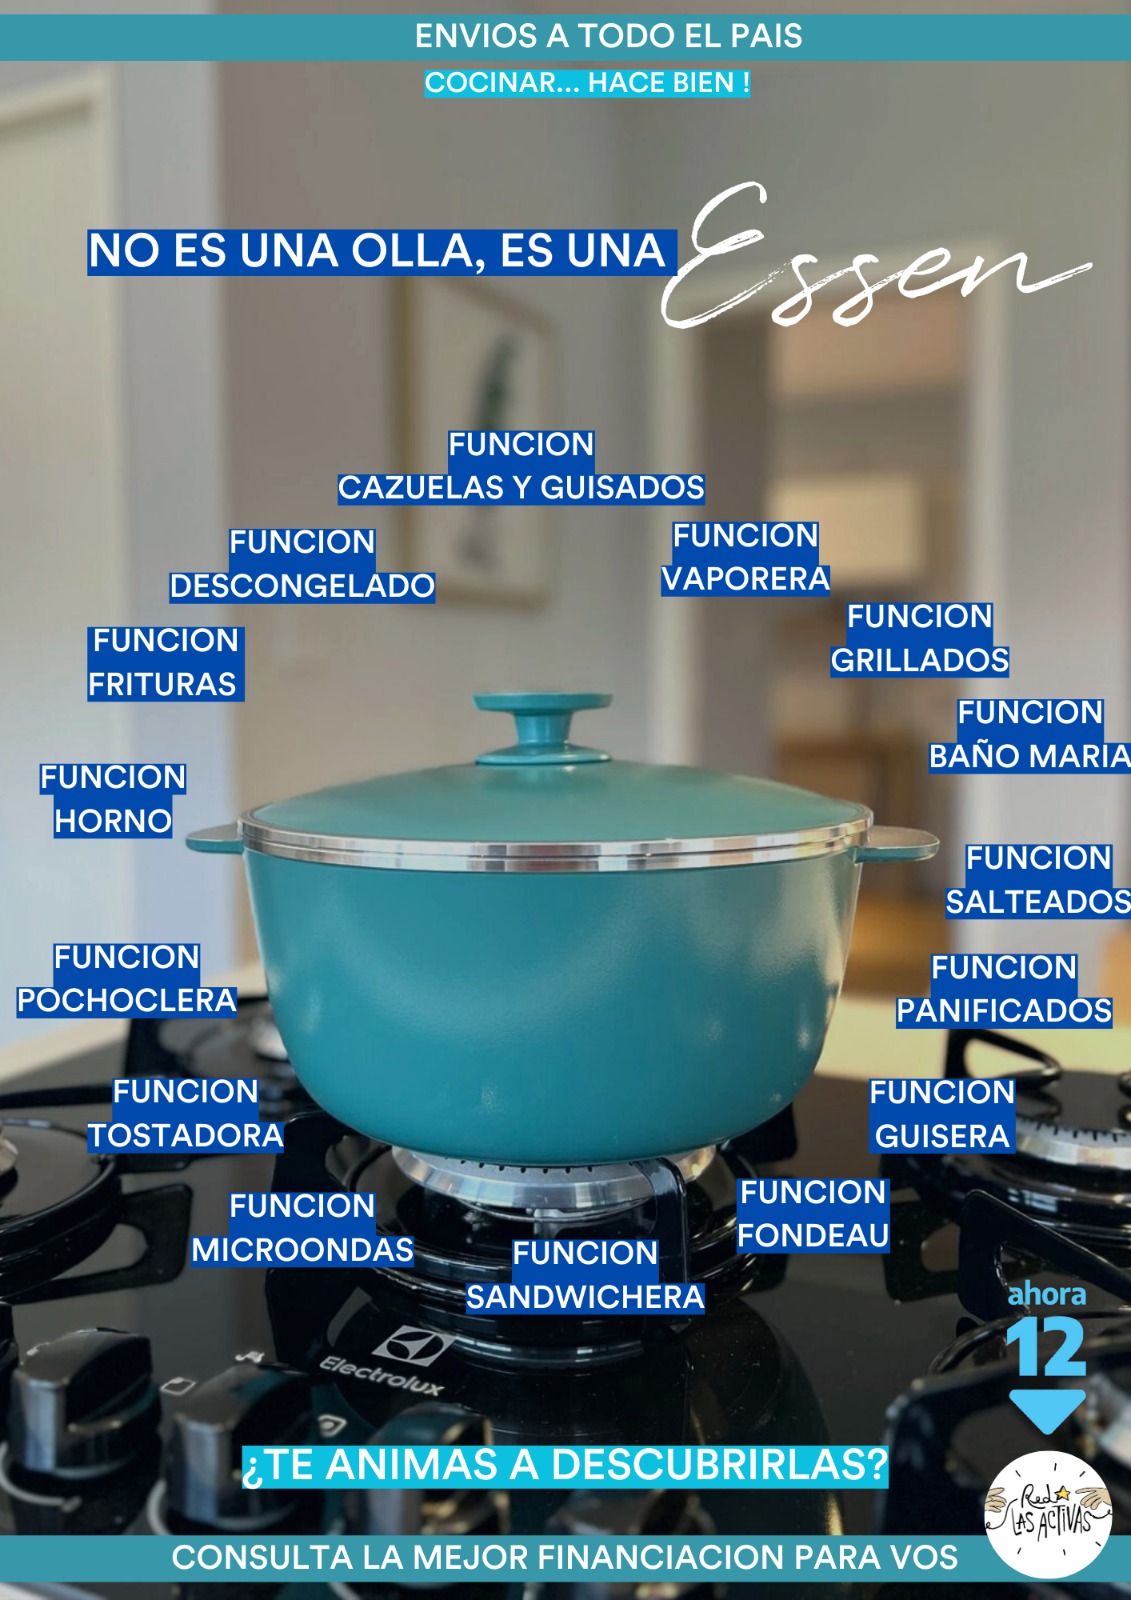 ENVIOS A TODO EL PAIS
COCINAR... HACE BIEN !
NO ES UNA OLLA, ES UNA Essen
FUNCION
CAZUELAS Y GUISADOS
FUNCION
DESCONGELADO
FUNCION
VAPORERA
FUNCION
FRITURAS
FUNCION
GRILLADOS
FUNCION
BAÑO MARIA
FUNCION
HORNO
FUNCION
SALTEADOS
FUNCION
POCHOCLERA
FUNCION
PANIFICADOS
FUNCION
TOSTADORA
FUNCION
GUISERA
FUNCION
MICROONDAS
FUNCION
FONDEAU
FUNCION
SANDWICHERA
ahora
12
Electrolux
¿TE ANIMAS A DESCUBRIRLAS?
Red
LAS ACTIVAS
CONSULTA LA MEJOR FINANCIACION PARA VOS